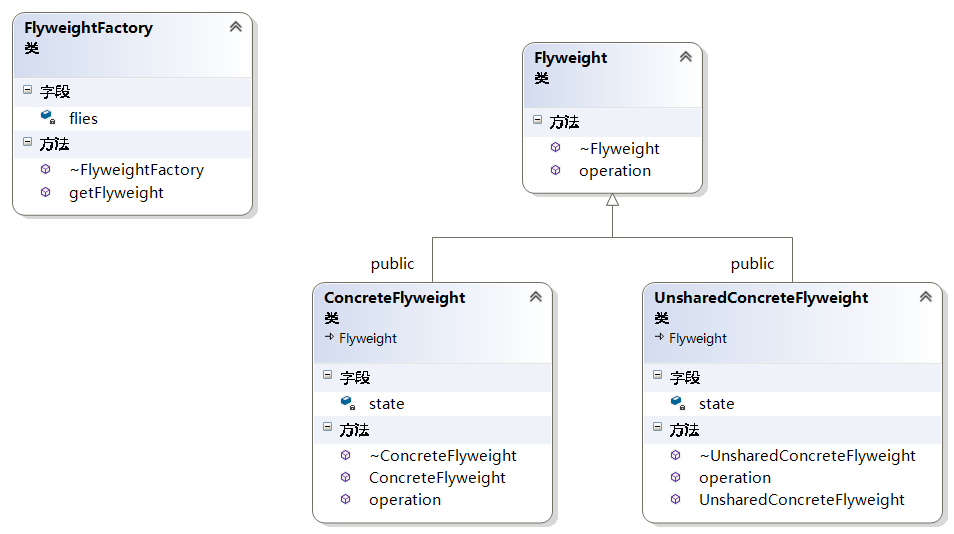 FlyweightFactory
类
字段
flies
方法
~FlyweightFactory
getFlyweight
Flyweight
类
方法
~Flyweight
operation
public
public
ConcreteFlyweight
类
Flyweight
字段
state
方法
~ConcreteFlyweight
ConcreteFlyweight
operation
UnsharedConcreteFlyweight
类
Flyweight
字段
state
方法
~UnsharedConcreteFlyweight
operation
UnsharedConcreteFlyweight